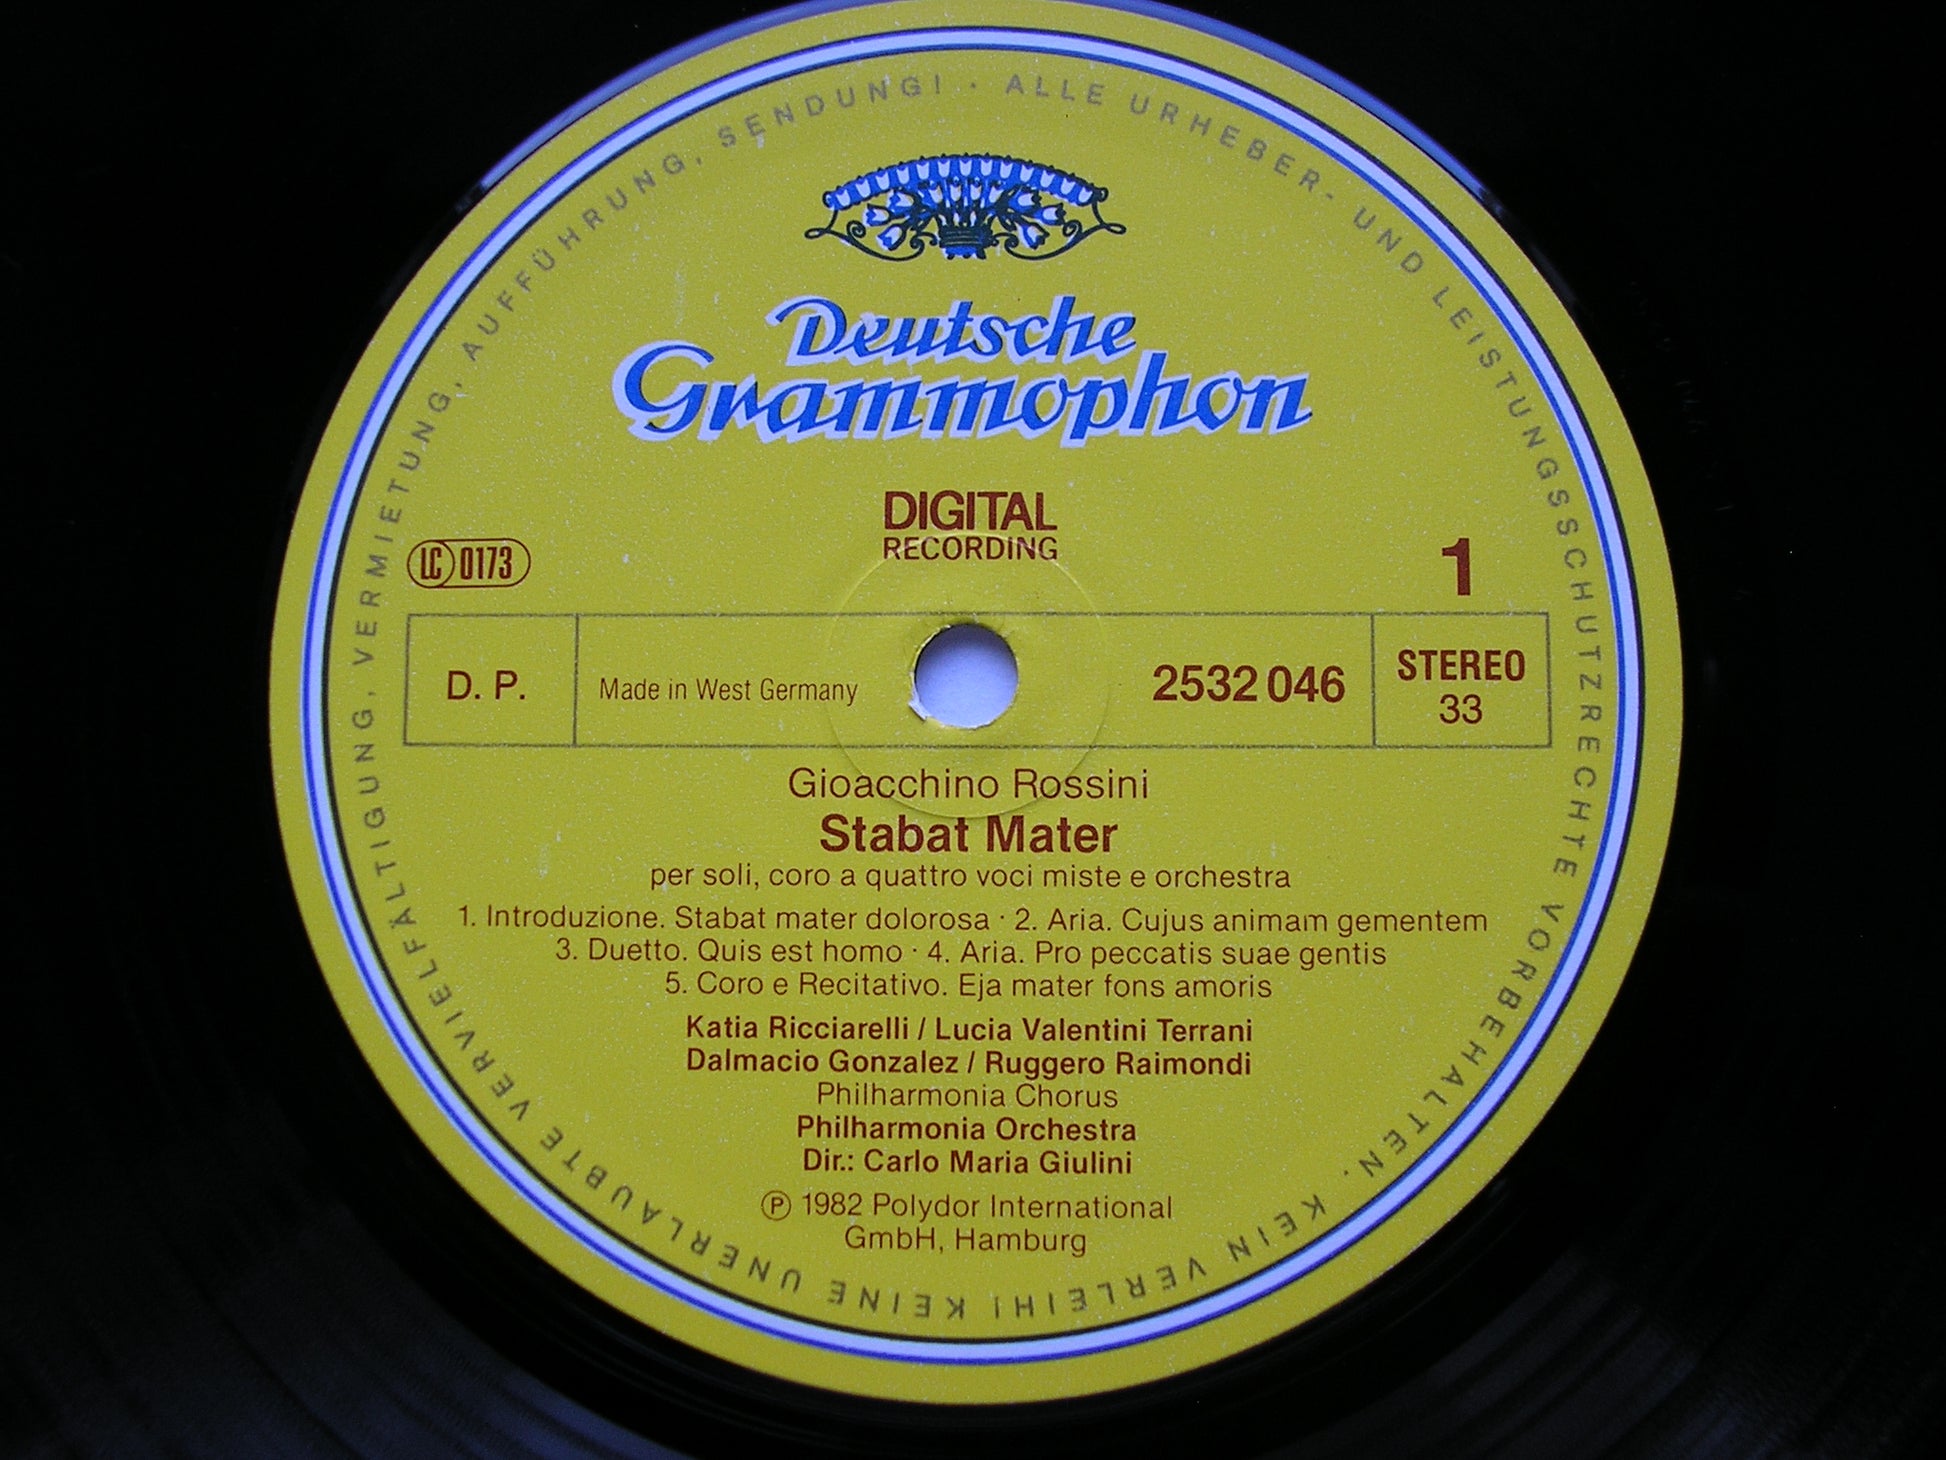 ALLE URHEBER- UND LEISTUNGSSCHUTZRECHTE VORBEHALTEN. KEIN VERLEIH! KEINE UNERLAUBTE VERVIELFÄLTIGUNG, VERMIETUNG, AUFFÜHRUNG, SENDUNG! ·
Deutsche
Grammophon
DIGITAL
RECORDING
LC 0173
1
D. P.
Made in West Germany
2532 046
STEREO
33
Gioacchino Rossini
Stabat Mater
per soli, coro a quattro voci miste e orchestra
1. Introduzione. Stabat mater dolorosa · 2. Aria. Cujus animam gementem
3. Duetto. Quis est homo · 4. Aria. Pro peccatis suae gentis
5. Coro e Recitativo. Eja mater fons amoris
Katia Ricciarelli / Lucia Valentini Terrani
Dalmacio Gonzalez / Ruggero Raimondi
Philharmonia Chorus
Philharmonia Orchestra
Dir.: Carlo Maria Giulini
℗ 1982 Polydor International
GmbH, Hamburg